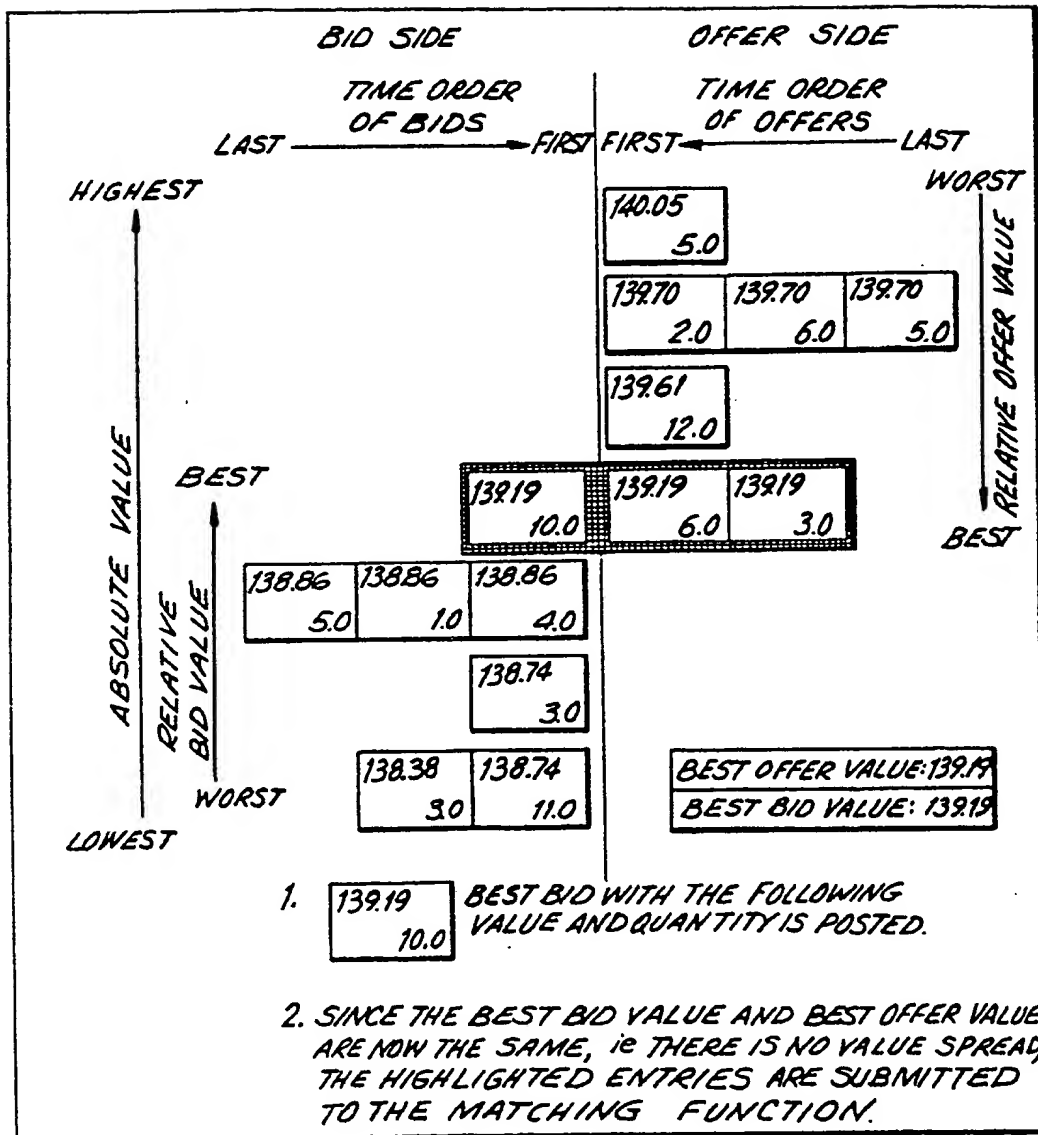 BID SIDE OFFER SIDE
TIME ORDER OF BIDS
TIME ORDER OF OFFERS
LAST FIRST FIRST LAST
HIGHEST
WORST
140.05
5.0
139.70 139.70 139.70
2.0 6.0 5.0
139.61
12.0
BEST
139.19 139.19 139.19
10.0 6.0 3.0
BEST
RELATIVE OFFER VALUE
ABSOLUTE VALUE
RELATIVE
BID VALUE
138.86 138.86 138.86
5.0 1.0 4.0
138.74
3.0
138.38 138.74
3.0 11.0
WORST
LOWEST
BEST OFFER VALUE: 139.19
BEST BID VALUE: 139.19
1. 139.19 BEST BID WITH THE FOLLOWING
10.0 VALUE AND QUANTITY IS POSTED.
2. SINCE THE BEST BID VALUE AND BEST OFFER VALUE
ARE NOW THE SAME, ie THERE IS NO VALUE SPREAD,
THE HIGHLIGHTED ENTRIES ARE SUBMITTED
TO THE MATCHING FUNCTION.